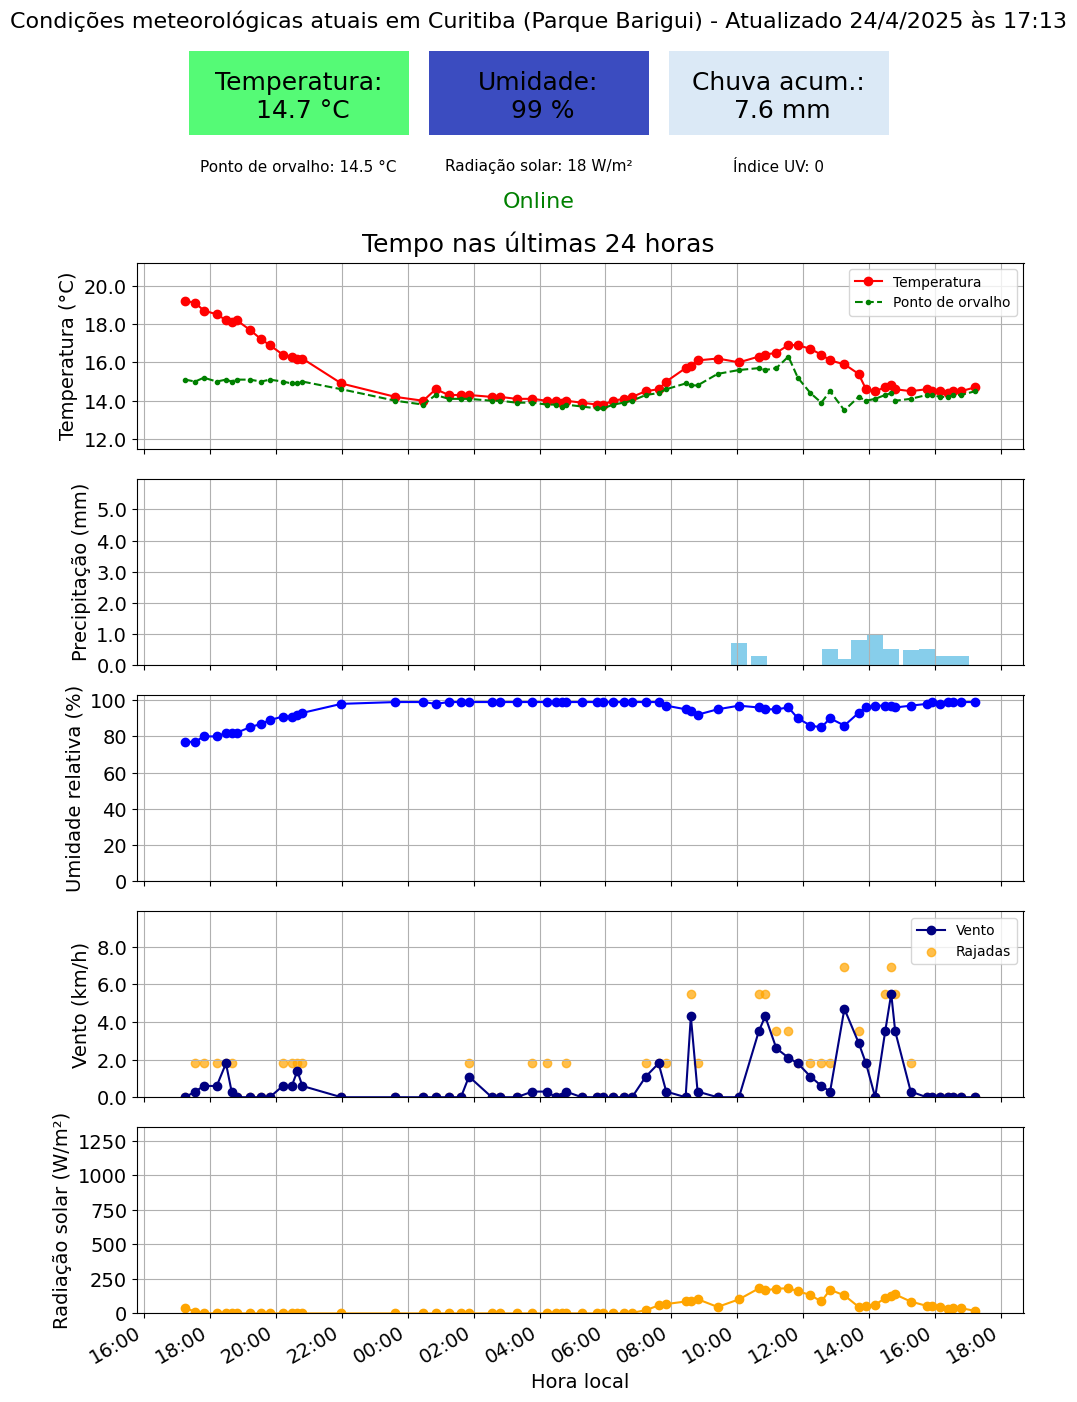 Condições meteorológicas atuais em Curitiba (Parque Barigui) - Atualizado 24/4/2025 às 17:13
Temperatura:
14.7 °C
Umidade:
99 %
Chuva acum.:
7.6 mm
Ponto de orvalho: 14.5 °C
Radiação solar: 18 W/m²
Índice UV: 0
Online
Tempo nas últimas 24 horas
Temperatura (°C)
20.0
18.0
16.0
14.0
12.0
Temperatura
Ponto de orvalho
Precipitação (mm)
5.0
4.0
3.0
2.0
1.0
0.0
Umidade relativa (%)
100
80
60
40
20
0
Vento (km/h)
8.0
6.0
4.0
2.0
0.0
Vento
Rajadas
Radiação solar (W/m²)
1250
1000
750
500
250
0
16:00
18:00
20:00
22:00
00:00
02:00
04:00
06:00
08:00
10:00
12:00
14:00
16:00
18:00
Hora local